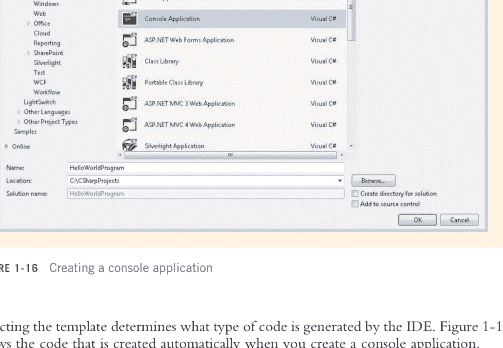 Windows
Web
Office
Cloud
Reporting
SharePoint
Silverlight
Test
WCF
Workflow
LightSwitch
Other Languages
Other Project Types
Samples
Online
Console Application Visual C#
ASP.NET Web Forms Application Visual C#
Class Library Visual C#
Portable Class Library Visual C#
ASP.NET MVC 3 Web Application Visual C#
ASP.NET MVC 4 Web Application Visual C#
Silverlight Application Visual C#
Name: HelloWorldProgram
Location: C:\CSharpProjects Browse...
Solution name: HelloWorldProgram Create directory for solution
Add to source control
OK Cancel
RE 1-16 Creating a console application
cting the template determines what type of code is generated by the IDE. Figure 1-1
ws the code that is created automatically when you create a console application.